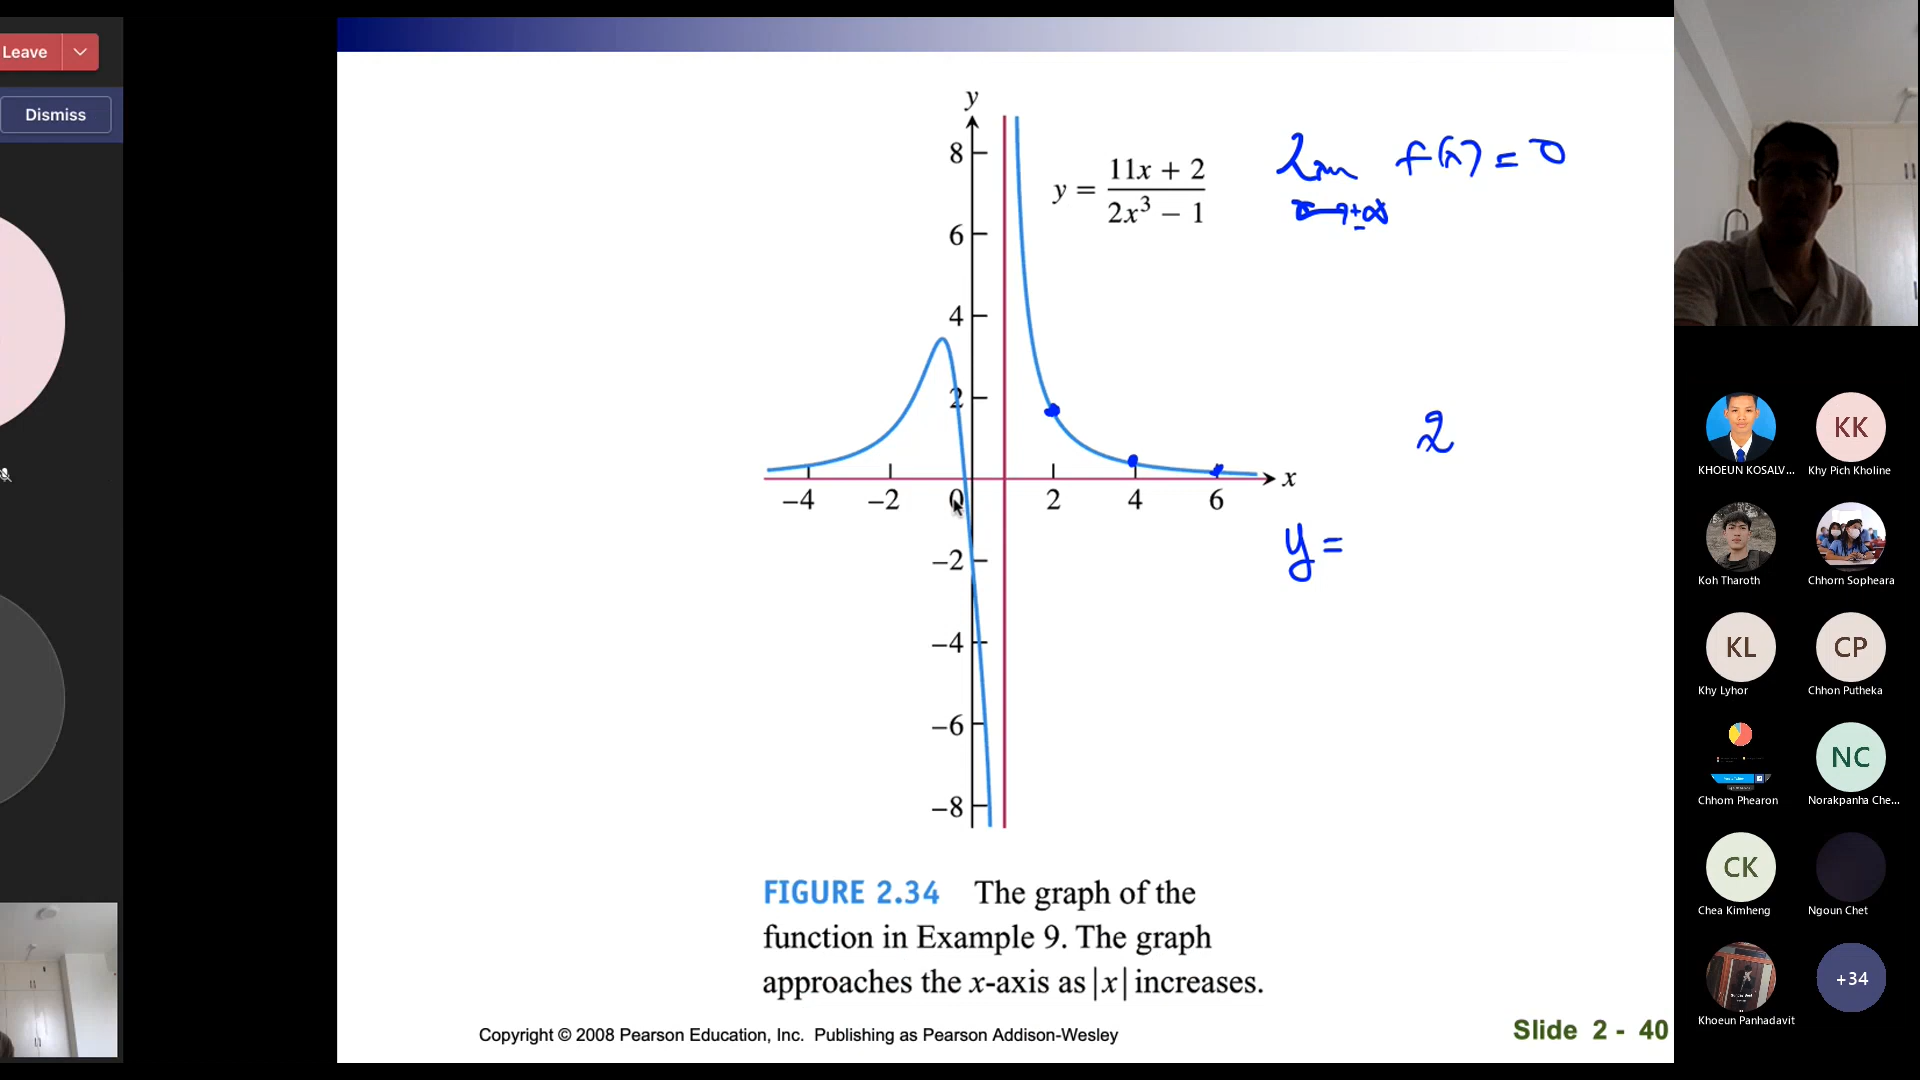 Leave
Dismiss
y
8
6
4
2
0
-2
-4
-6
-8
-4 -2 2 4 6 x
y = (11x + 2)/(2x³ − 1)
lim f(x) = 0
x→±∞
2
y =
FIGURE 2.34 The graph of the
function in Example 9. The graph
approaches the x-axis as |x| increases.
Copyright © 2008 Pearson Education, Inc. Publishing as Pearson Addison-Wesley
Slide 2 - 40
KHOEUN KOSALV...
KK
Khy Pich Kholine
Koh Tharoth
Chhorn Sopheara
KL
Khy Lyhor
CP
Chhon Putheka
Chhom Phearon
NC
Norakpanha Che...
CK
Chea Kimheng
Ngoun Chet
Khoeun Panhadavit
+34